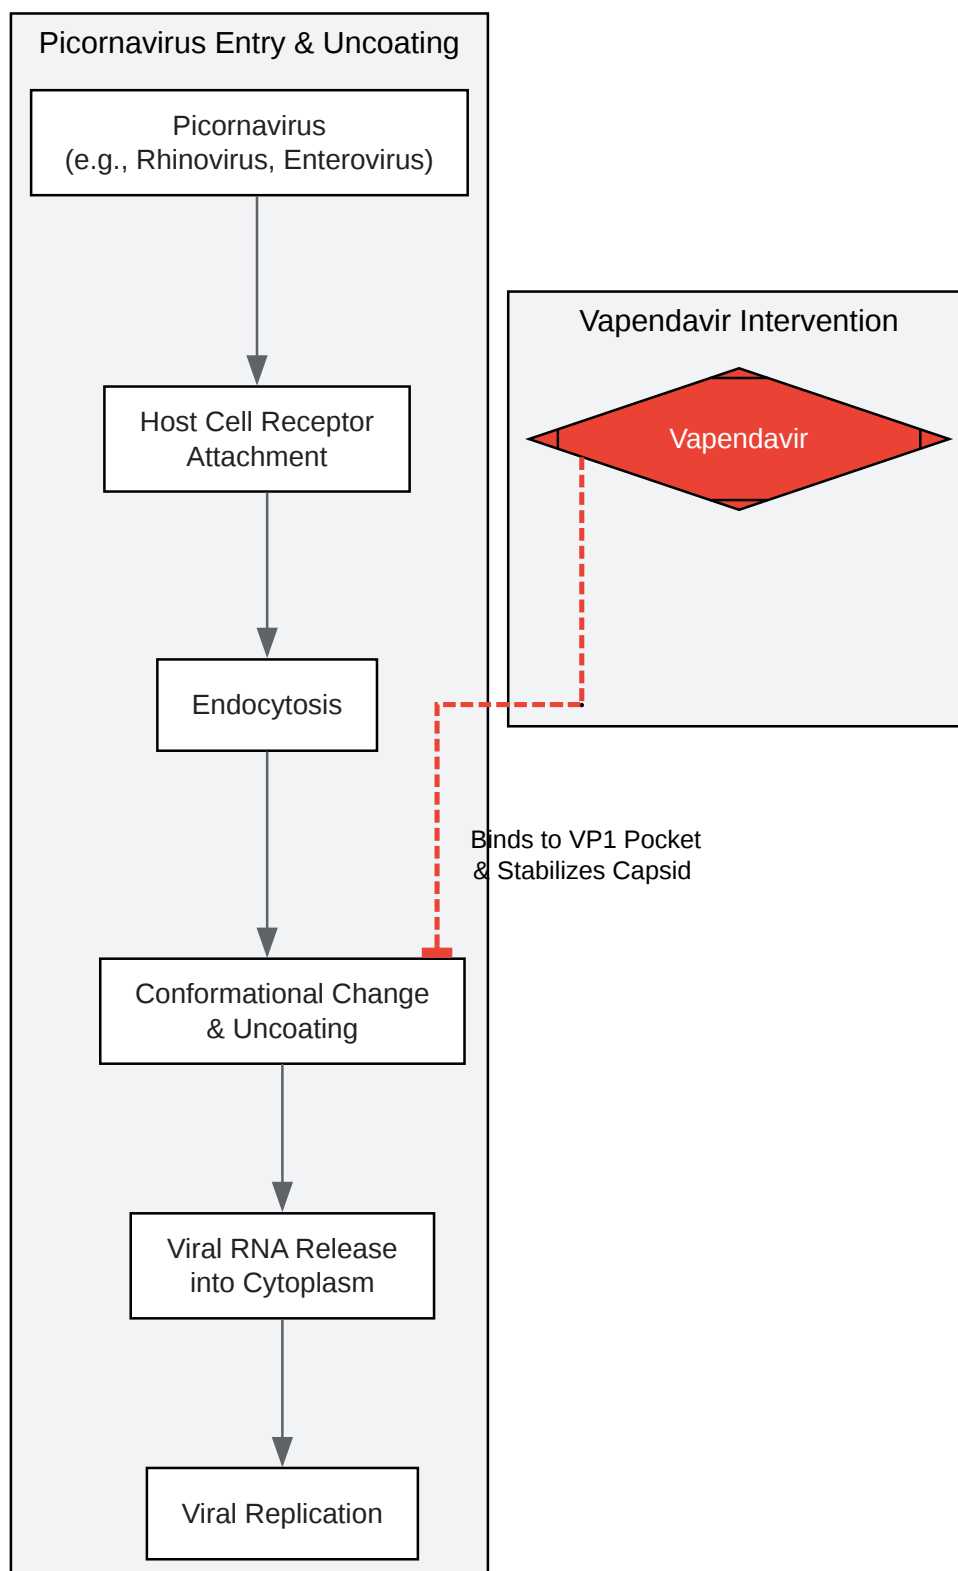 Picornavirus Entry & Uncoating
Picornavirus
(e.g., Rhinovirus, Enterovirus)
Host Cell Receptor
Attachment
Endocytosis
Conformational Change
& Uncoating
Viral RNA Release
into Cytoplasm
Viral Replication
Vapendavir Intervention
Vapendavir
Binds to VP1 Pocket
& Stabilizes Capsid